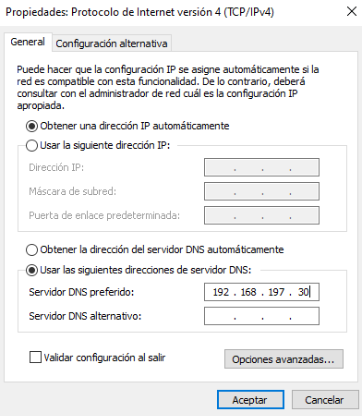 Propiedades: Protocolo de Internet versión 4 (TCP/IPv4)
General
Configuración alternativa
Puede hacer que la configuración IP se asigne automáticamente si la
red es compatible con esta funcionalidad. De lo contrario, deberá
consultar con el administrador de red cuál es la configuración IP
apropiada.
Obtener una dirección IP automáticamente
Usar la siguiente dirección IP:
Dirección IP:
Máscara de subred:
Puerta de enlace predeterminada:
Obtener la dirección del servidor DNS automáticamente
Usar las siguientes direcciones de servidor DNS:
Servidor DNS preferido: 192 . 168 . 197 . 30
Servidor DNS alternativo:
Validar configuración al salir
Opciones avanzadas...
Aceptar
Cancelar